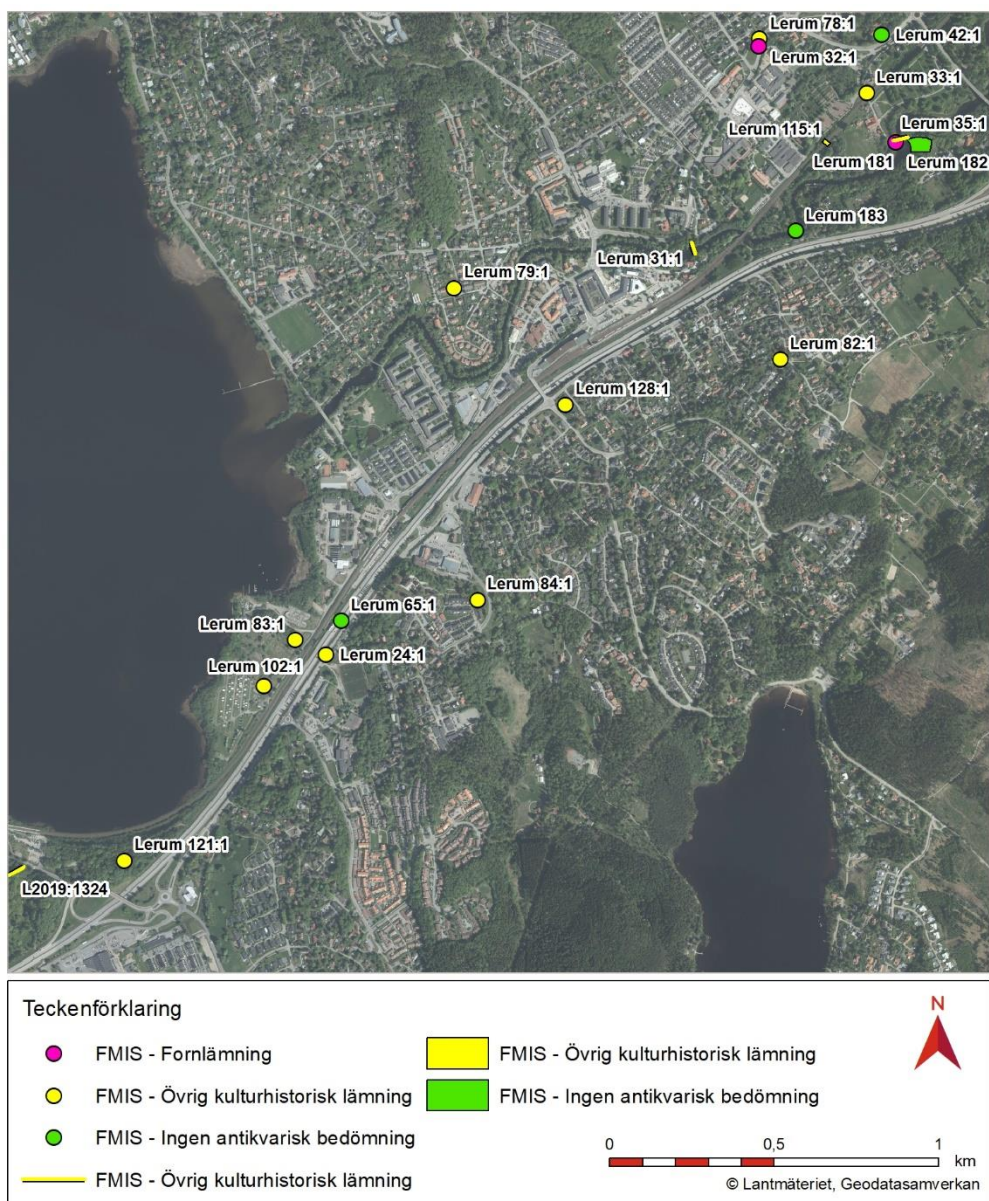 Lerum 78:1
Lerum 42:1
Lerum 32:1
Lerum 33:1
Lerum 35:1
Lerum 115:1
Lerum 181
Lerum 182
Lerum 183
Lerum 31:1
Lerum 79:1
Lerum 82:1
Lerum 128:1
Lerum 84:1
Lerum 65:1
Lerum 83:1
Lerum 24:1
Lerum 102:1
Lerum 121:1
L2019:1324
Teckenförklaring
FMIS - Fornlämning
FMIS - Övrig kulturhistorisk lämning
FMIS - Ingen antikvarisk bedömning
FMIS - Övrig kulturhistorisk lämning
FMIS - Övrig kulturhistorisk lämning
FMIS - Ingen antikvarisk bedömning
N
0 0,5 1
km
© Lantmäteriet, Geodatasamverkan